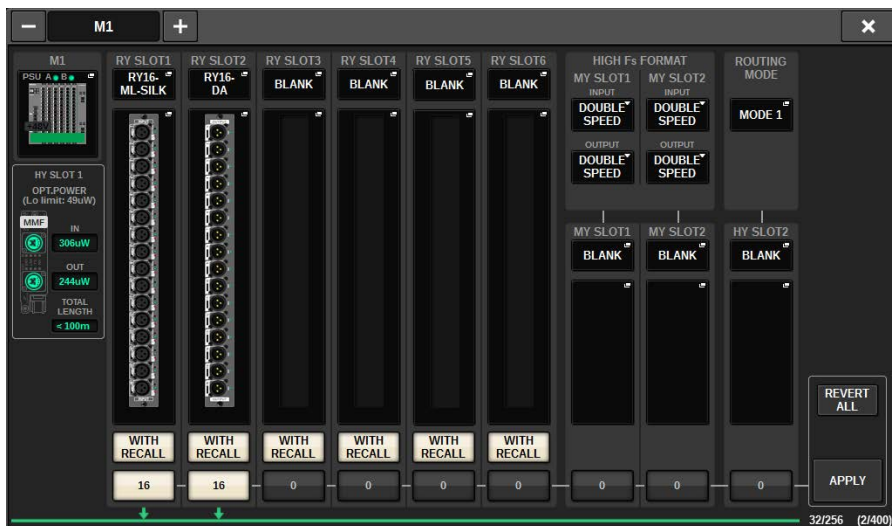 M1
M1
RY SLOT1
RY SLOT2
RY SLOT3
RY SLOT4
RY SLOT5
RY SLOT6
HIGH Fs FORMAT
ROUTING
MODE
PSU A B
RY16-
ML-SILK
RY16-
DA
BLANK
BLANK
BLANK
BLANK
MY SLOT1
MY SLOT2
INPUT
INPUT
DOUBLE
SPEED
DOUBLE
SPEED
MODE 1
OUTPUT
OUTPUT
DOUBLE
SPEED
DOUBLE
SPEED
+48V
HY SLOT 1
OPT.POWER
(Lo limit: 49uW)
MMF
IN
306uW
OUT
244uW
TOTAL
LENGTH
< 100m
MY SLOT1
MY SLOT2
HY SLOT2
BLANK
BLANK
BLANK
WITH
RECALL
WITH
RECALL
WITH
RECALL
WITH
RECALL
WITH
RECALL
WITH
RECALL
REVERT
ALL
16
16
0
0
0
0
0
0
0
APPLY
32/256 (2/400)